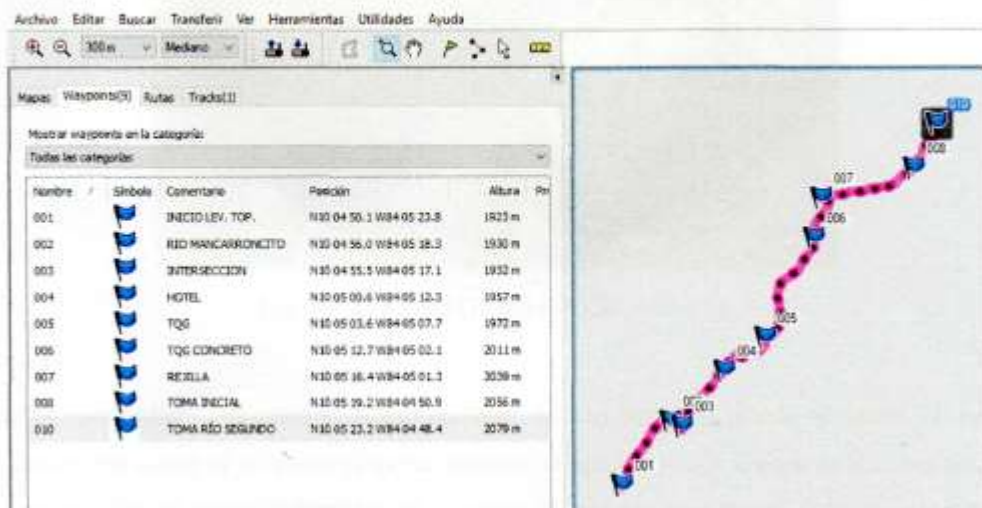 Archivo Editar Buscar Transferir Ver Herramientas Utilidades Ayuda
300 m Mediano
Mapas Waypoints(9) Rutas Tracks(1)
Mostrar waypoints en la categoría:
Todas las categorías
Nombre Símbolo Comentario Posición Altura
001 INICIO LEV. TOP. N10 04 50.1 W84 05 23.8 1923 m
002 RIO MANCARRONCITO N10 04 56.0 W84 05 18.3 1930 m
003 INTERSECCION N10 04 55.5 W84 05 17.1 1932 m
004 HOTEL N10 05 00.6 W84 05 12.3 1957 m
005 TQG N10 05 03.6 W84 05 07.7 1972 m
006 TQG CONCRETO N10 05 12.7 W84 05 02.1 2011 m
007 REJILLA N10 05 16.4 W84 05 01.3 2039 m
008 TOMA INICIAL N10 05 19.2 W84 04 50.9 2056 m
010 TOMA RÍO SEGUNDO N10 05 23.2 W84 04 48.4 2079 m
010
008
007
006
005
004
003
001